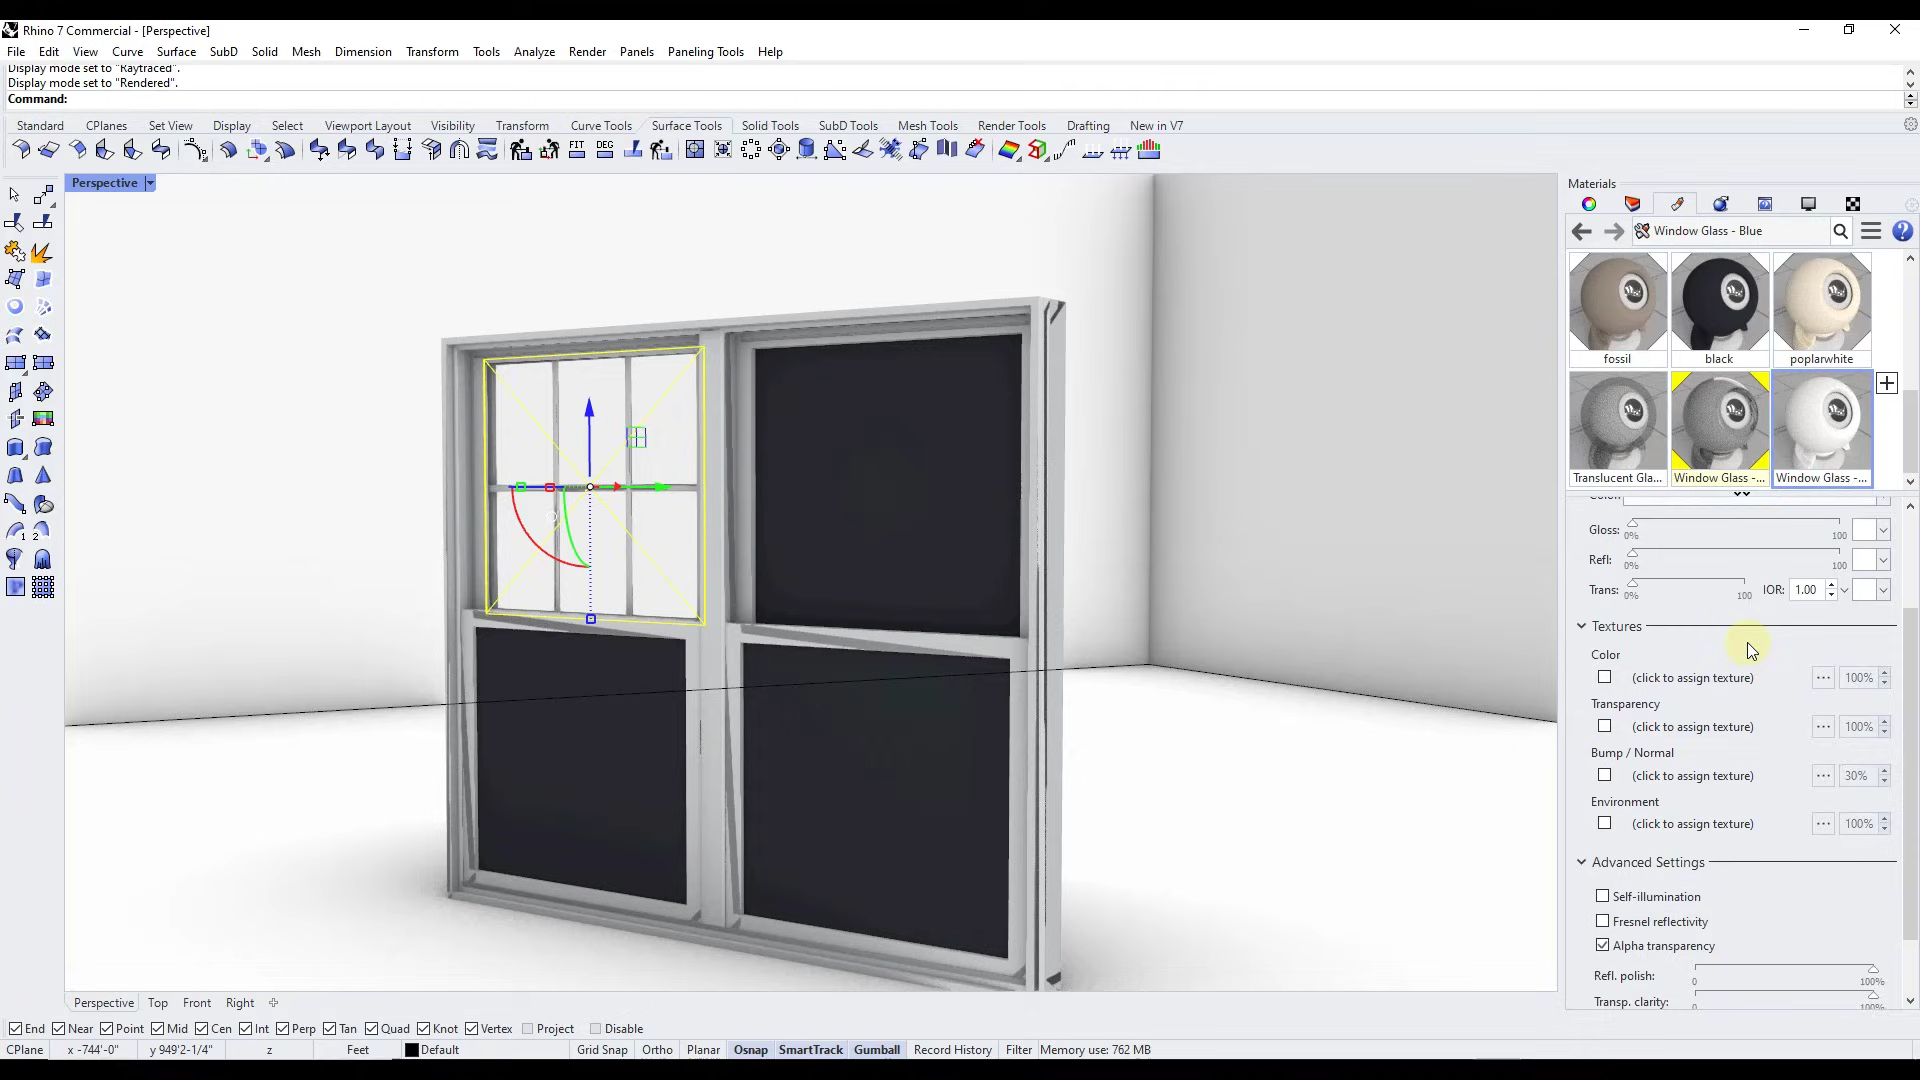 Rhino 7 Commercial - [Perspective]
File Edit View Curve Surface SubD Solid Mesh Dimension Transform Tools Analyze Render Panels Paneling Tools Help
Display mode set to "Raytraced".
Display mode set to "Rendered".
Command:
Standard CPlanes Set View Display Select Viewport Layout Visibility Transform Curve Tools Surface Tools Solid Tools SubD Tools Mesh Tools Render Tools Drafting New in V7
FIT DEG
Perspective
Materials
Window Glass - Blue
fossil black poplarwhite
Translucent Gla... Window Glass -... Window Glass -...
Color:
Gloss: 0% 100
Refl: 0% 100
Trans: 0% 100 IOR: 1.00
Textures
Color
(click to assign texture) ... 100%
Transparency
(click to assign texture) ... 100%
Bump / Normal
(click to assign texture) ... 30%
Environment
(click to assign texture) ... 100%
Advanced Settings
Self-illumination
Fresnel reflectivity
Alpha transparency
Refl. polish: 0 100%
Transp. clarity: 0 100%
Perspective Top Front Right
End Near Point Mid Cen Int Perp Tan Quad Knot Vertex Project Disable
CPlane x -744'-0" y 949'2-1/4" z Feet Default Grid Snap Ortho Planar Osnap SmartTrack Gumball Record History Filter Memory use: 762 MB